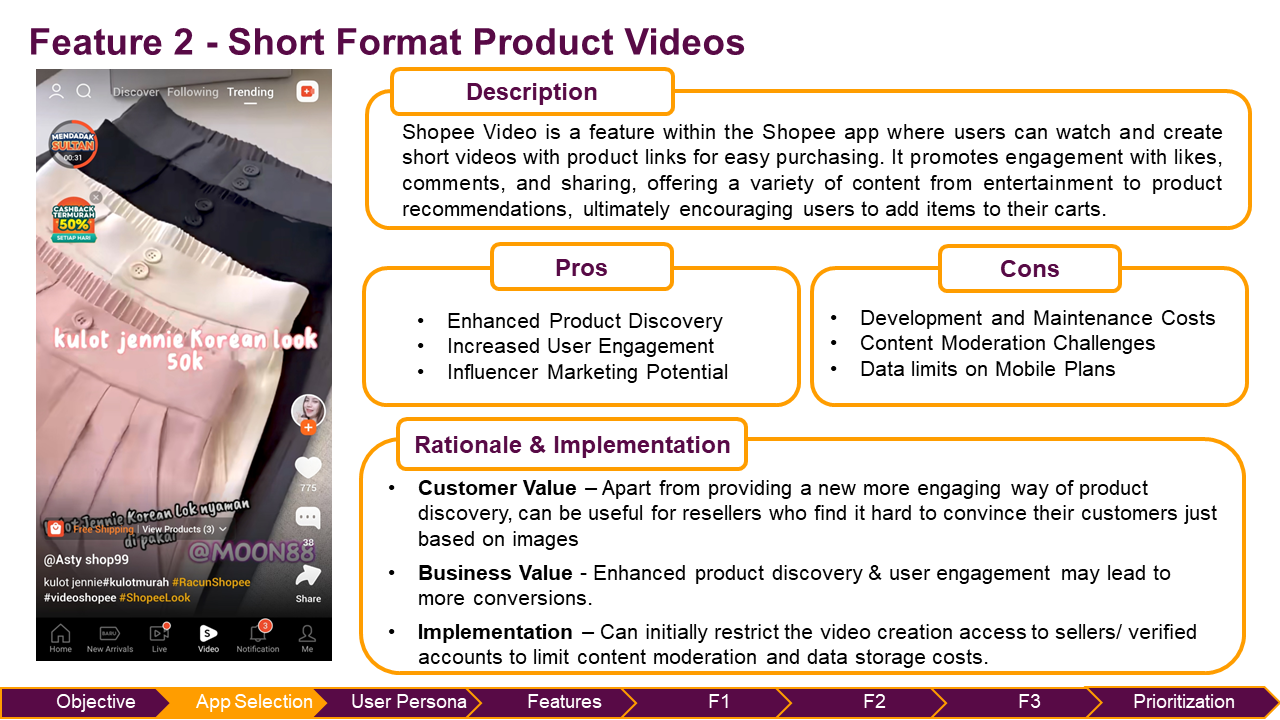 Feature 2 - Short Format Product Videos
Discover Following Trending
MENDADAK
SULTAN
00:31
CASHBACK
TERMURAH
50%
SETIAP HARI
kulot jennie Korean look
50k
775
kulot Jennie Korean lok nyaman
di pakai
Free Shipping | View Products (3)
@MOON88
38
@Asty shop99
kulot jennie#kulotmurah #RacunShopee
#videoshopee #ShopeeLook
Share
BARU
S
3
Home New Arrivals Live Video Notification Me
Description
Shopee Video is a feature within the Shopee app where users can watch and create
short videos with product links for easy purchasing. It promotes engagement with likes,
comments, and sharing, offering a variety of content from entertainment to product
recommendations, ultimately encouraging users to add items to their carts.
Pros
• Enhanced Product Discovery
• Increased User Engagement
• Influencer Marketing Potential
Cons
• Development and Maintenance Costs
• Content Moderation Challenges
• Data limits on Mobile Plans
Rationale & Implementation
• Customer Value – Apart from providing a new more engaging way of product
discovery, can be useful for resellers who find it hard to convince their customers just
based on images
• Business Value - Enhanced product discovery & user engagement may lead to
more conversions.
• Implementation – Can initially restrict the video creation access to sellers/ verified
accounts to limit content moderation and data storage costs.
Objective App Selection User Persona Features F1 F2 F3 Prioritization